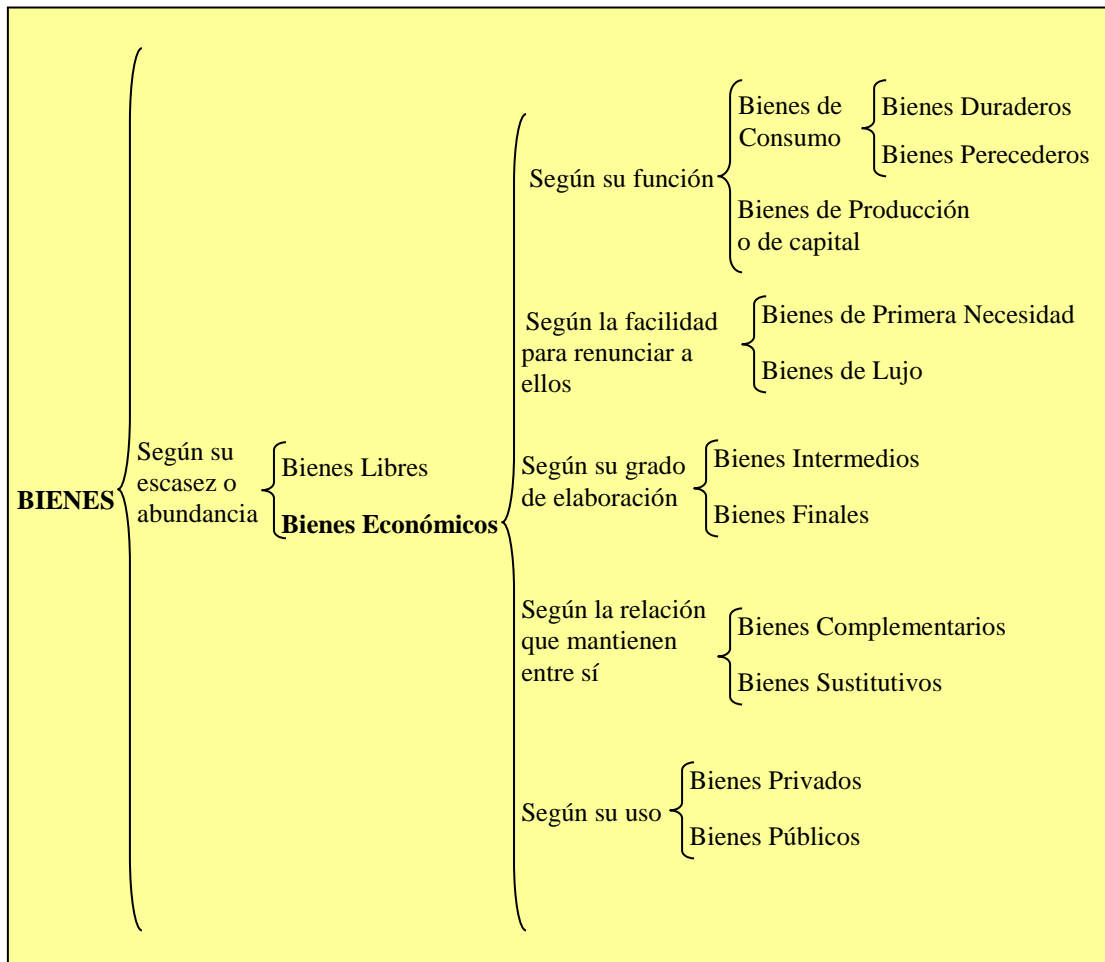 BIENES
Según su
escasez o
abundancia
Bienes Libres
Bienes Económicos
Según su función
Bienes de
Consumo
Bienes Duraderos
Bienes Perecederos
Bienes de Producción
o de capital
Según la facilidad
para renunciar a
ellos
Bienes de Primera Necesidad
Bienes de Lujo
Según su grado
de elaboración
Bienes Intermedios
Bienes Finales
Según la relación
que mantienen
entre sí
Bienes Complementarios
Bienes Sustitutivos
Según su uso
Bienes Privados
Bienes Públicos